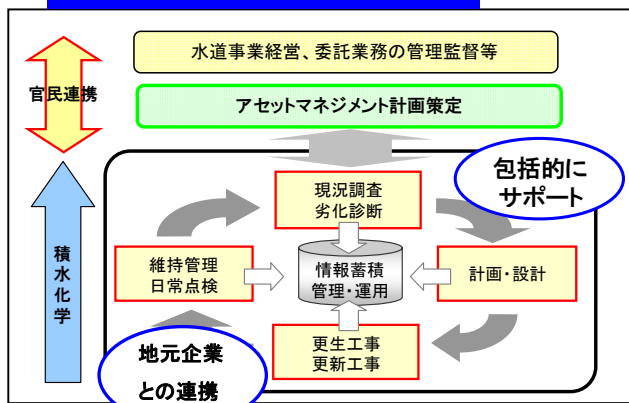 水道事業経営、委託業務の管理監督等
官民連携
アセットマネジメント計画策定
包括的に
サポート
現況調査
劣化診断
積水化学
維持管理
日常点検
情報蓄積
管理・運用
計画・設計
更生工事
更新工事
地元企業
との連携